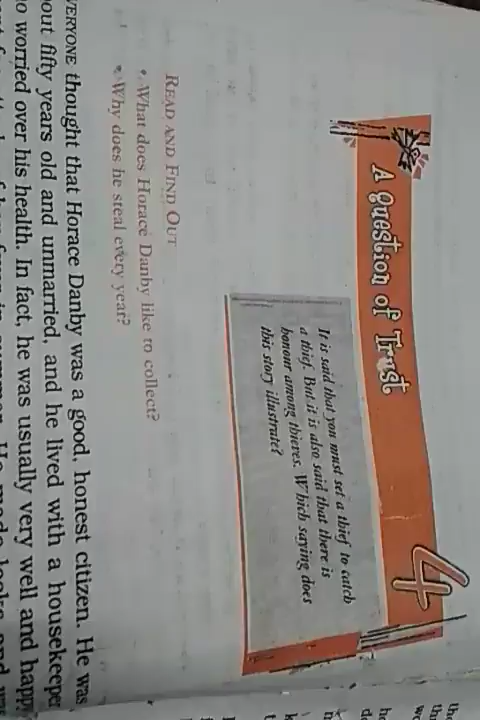 A Question of Trust
4
It is said that you must set a thief to catch
a thief. But it is also said that there is
honour among thieves. Which saying does
this story illustrate?
READ AND FIND OUT
• What does Horace Danby like to collect?
• Why does he steal every year?
VERYONE thought that Horace Danby was a good, honest citizen. He was
out fifty years old and unmarried, and he lived with a housekeeper
o worried over his health. In fact, he was usually very well and happy